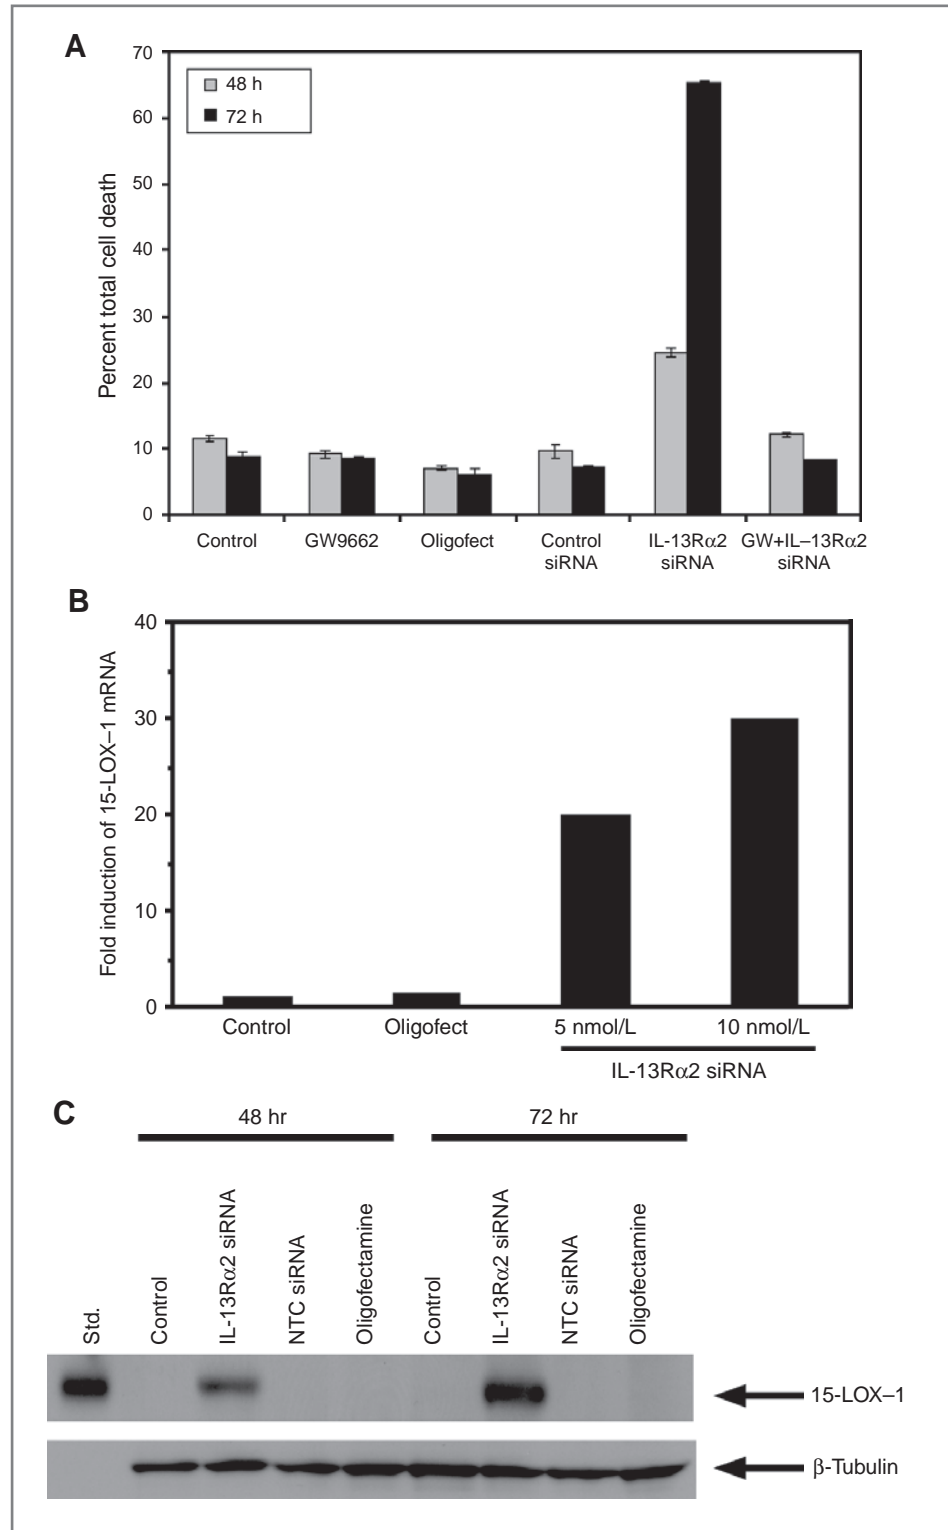 A
70
60
50
40
30
20
10
0
Percent total cell death
48 h
72 h
Control
GW9662
Oligofect
Control
siRNA
IL-13Rα2
siRNA
GW+IL–13Rα2
siRNA
B
40
30
20
10
0
Fold induction of 15-LOX–1 mRNA
Control
Oligofect
5 nmol/L
10 nmol/L
IL-13Rα2 siRNA
C
48 hr
72 hr
Std.
Control
IL-13Rα2 siRNA
NTC siRNA
Oligofectamine
Control
IL-13Rα2 siRNA
NTC siRNA
Oligofectamine
15-LOX–1
β-Tubulin